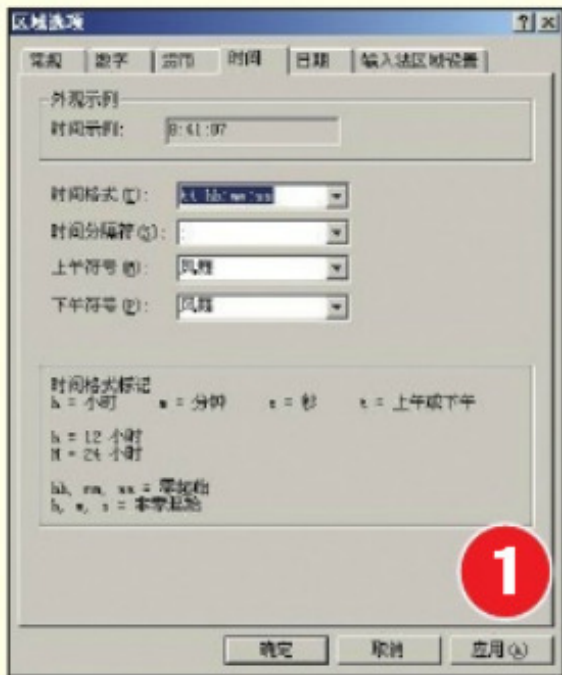 区域选项
常规 数字 货币 时间 日期 输入法区域设置
外观示例
时间示例: 8:41:07
时间格式(T): tt hh:mm:ss
时间分隔符(S): :
上午符号(M):
下午符号(P):
时间格式标记
h = 小时 m = 分钟 s = 秒 t = 上午或下午
h = 12 小时
H = 24 小时
hh, mm, ss = 零起始
h, m, s = 非零起始
1
确定 取消 应用(A)